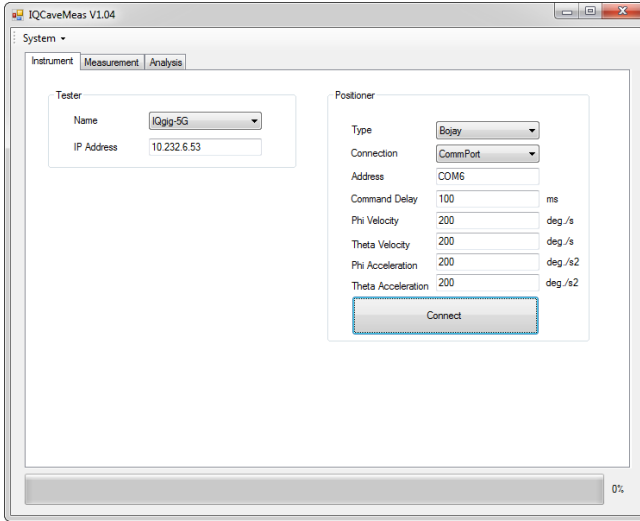 IQCaveMeas V1.04
System
Instrument Measurement Analysis
Tester
Name IQgig-5G
IP Address 10.232.6.53
Positioner
Type Bojay
Connection CommPort
Address COM6
Command Delay 100 ms
Phi Velocity 200 deg./s
Theta Velocity 200 deg./s
Phi Acceleration 200 deg./s2
Theta Acceleration 200 deg./s2
Connect
0%